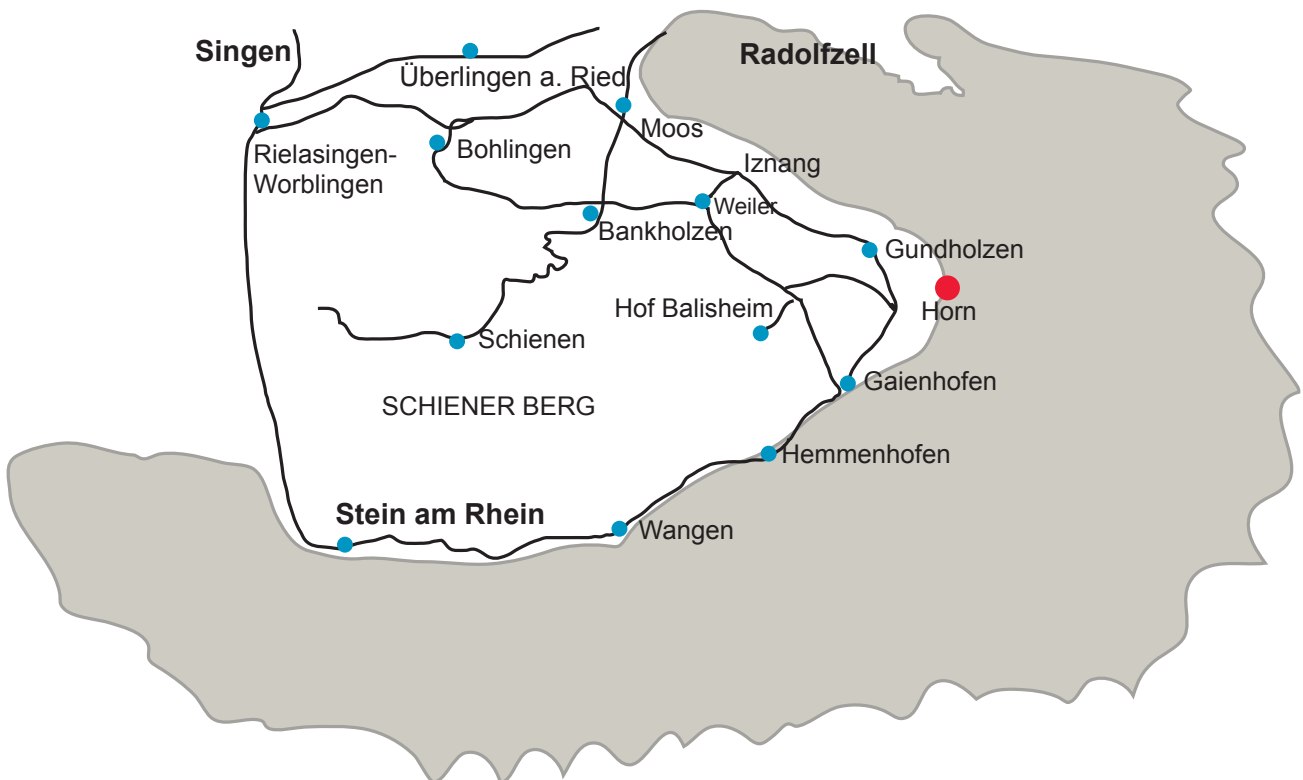 Singen
Radolfzell
Überlingen a. Ried
Moos
Rielasingen-
Worblingen
Bohlingen
Iznang
Weiler
Bankholzen
Gundholzen
Hof Balisheim
Horn
Schienen
Gaienhofen
SCHIENER BERG
Hemmenhofen
Stein am Rhein
Wangen